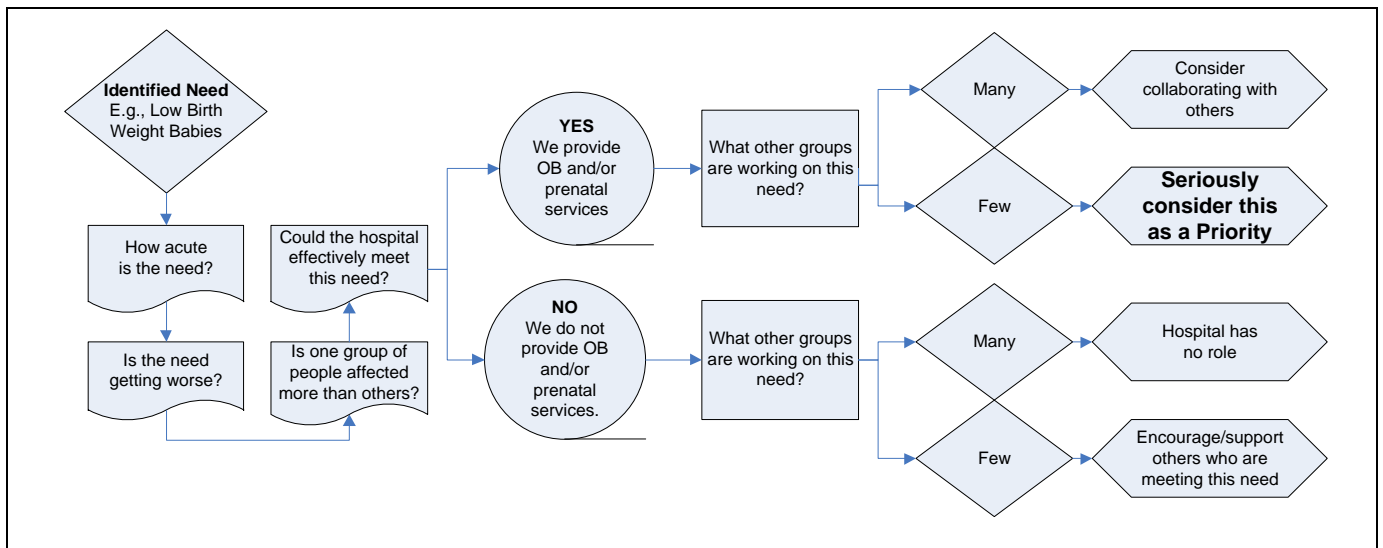 Identified Need
E.g., Low Birth
Weight Babies
How acute
is the need?
Is the need
getting worse?
Is one group of
people affected
more than others?
Could the hospital
effectively meet
this need?
YES
We provide
OB and/or
prenatal
services
What other groups
are working on this
need?
Many
Consider
collaborating with
others
Few
Seriously
consider this
as a Priority
NO
We do not
provide OB
and/or
prenatal
services.
What other groups
are working on this
need?
Many
Hospital has
no role
Few
Encourage/support
others who are
meeting this need